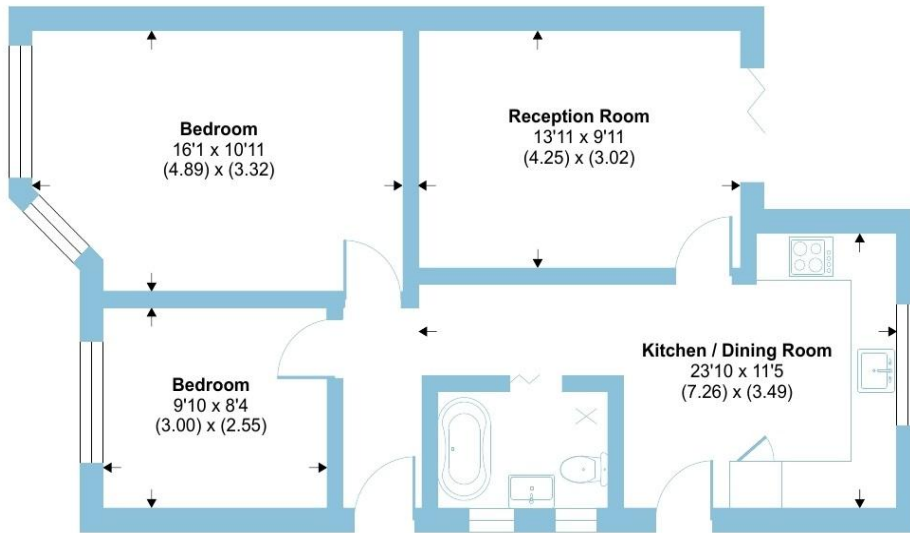 Bedroom
16'1 x 10'11
(4.89) x (3.32)
Reception Room
13'11 x 9'11
(4.25) x (3.02)
Bedroom
9'10 x 8'4
(3.00) x (2.55)
Kitchen / Dining Room
23'10 x 11'5
(7.26) x (3.49)